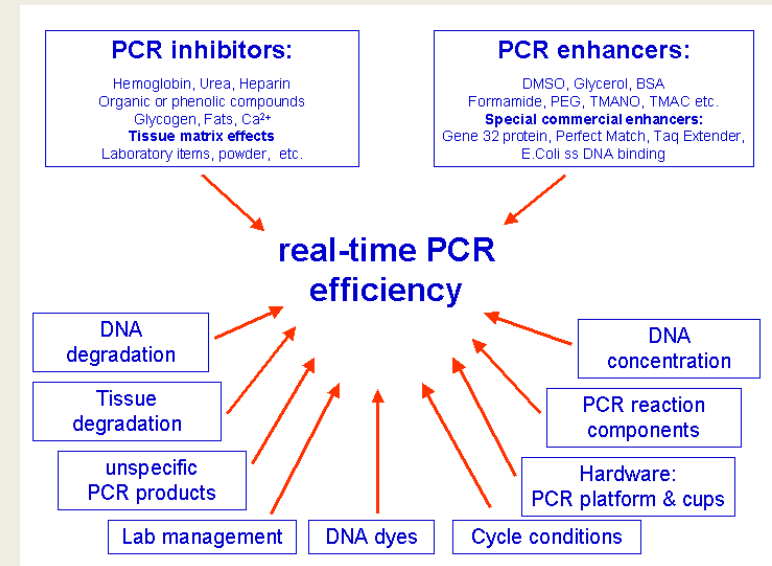 PCR inhibitors:
Hemoglobin, Urea, Heparin
Organic or phenolic compounds
Glycogen, Fats, Ca²⁺
Tissue matrix effects
Laboratory items, powder, etc.
PCR enhancers:
DMSO, Glycerol, BSA
Formamide, PEG, TMANO, TMAC etc.
Special commercial enhancers:
Gene 32 protein, Perfect Match, Taq Extender,
E.Coli ss DNA binding
real-time PCR
efficiency
DNA
degradation
Tissue
degradation
unspecific
PCR products
Lab management
DNA dyes
Cycle conditions
Hardware:
PCR platform & cups
PCR reaction
components
DNA
concentration